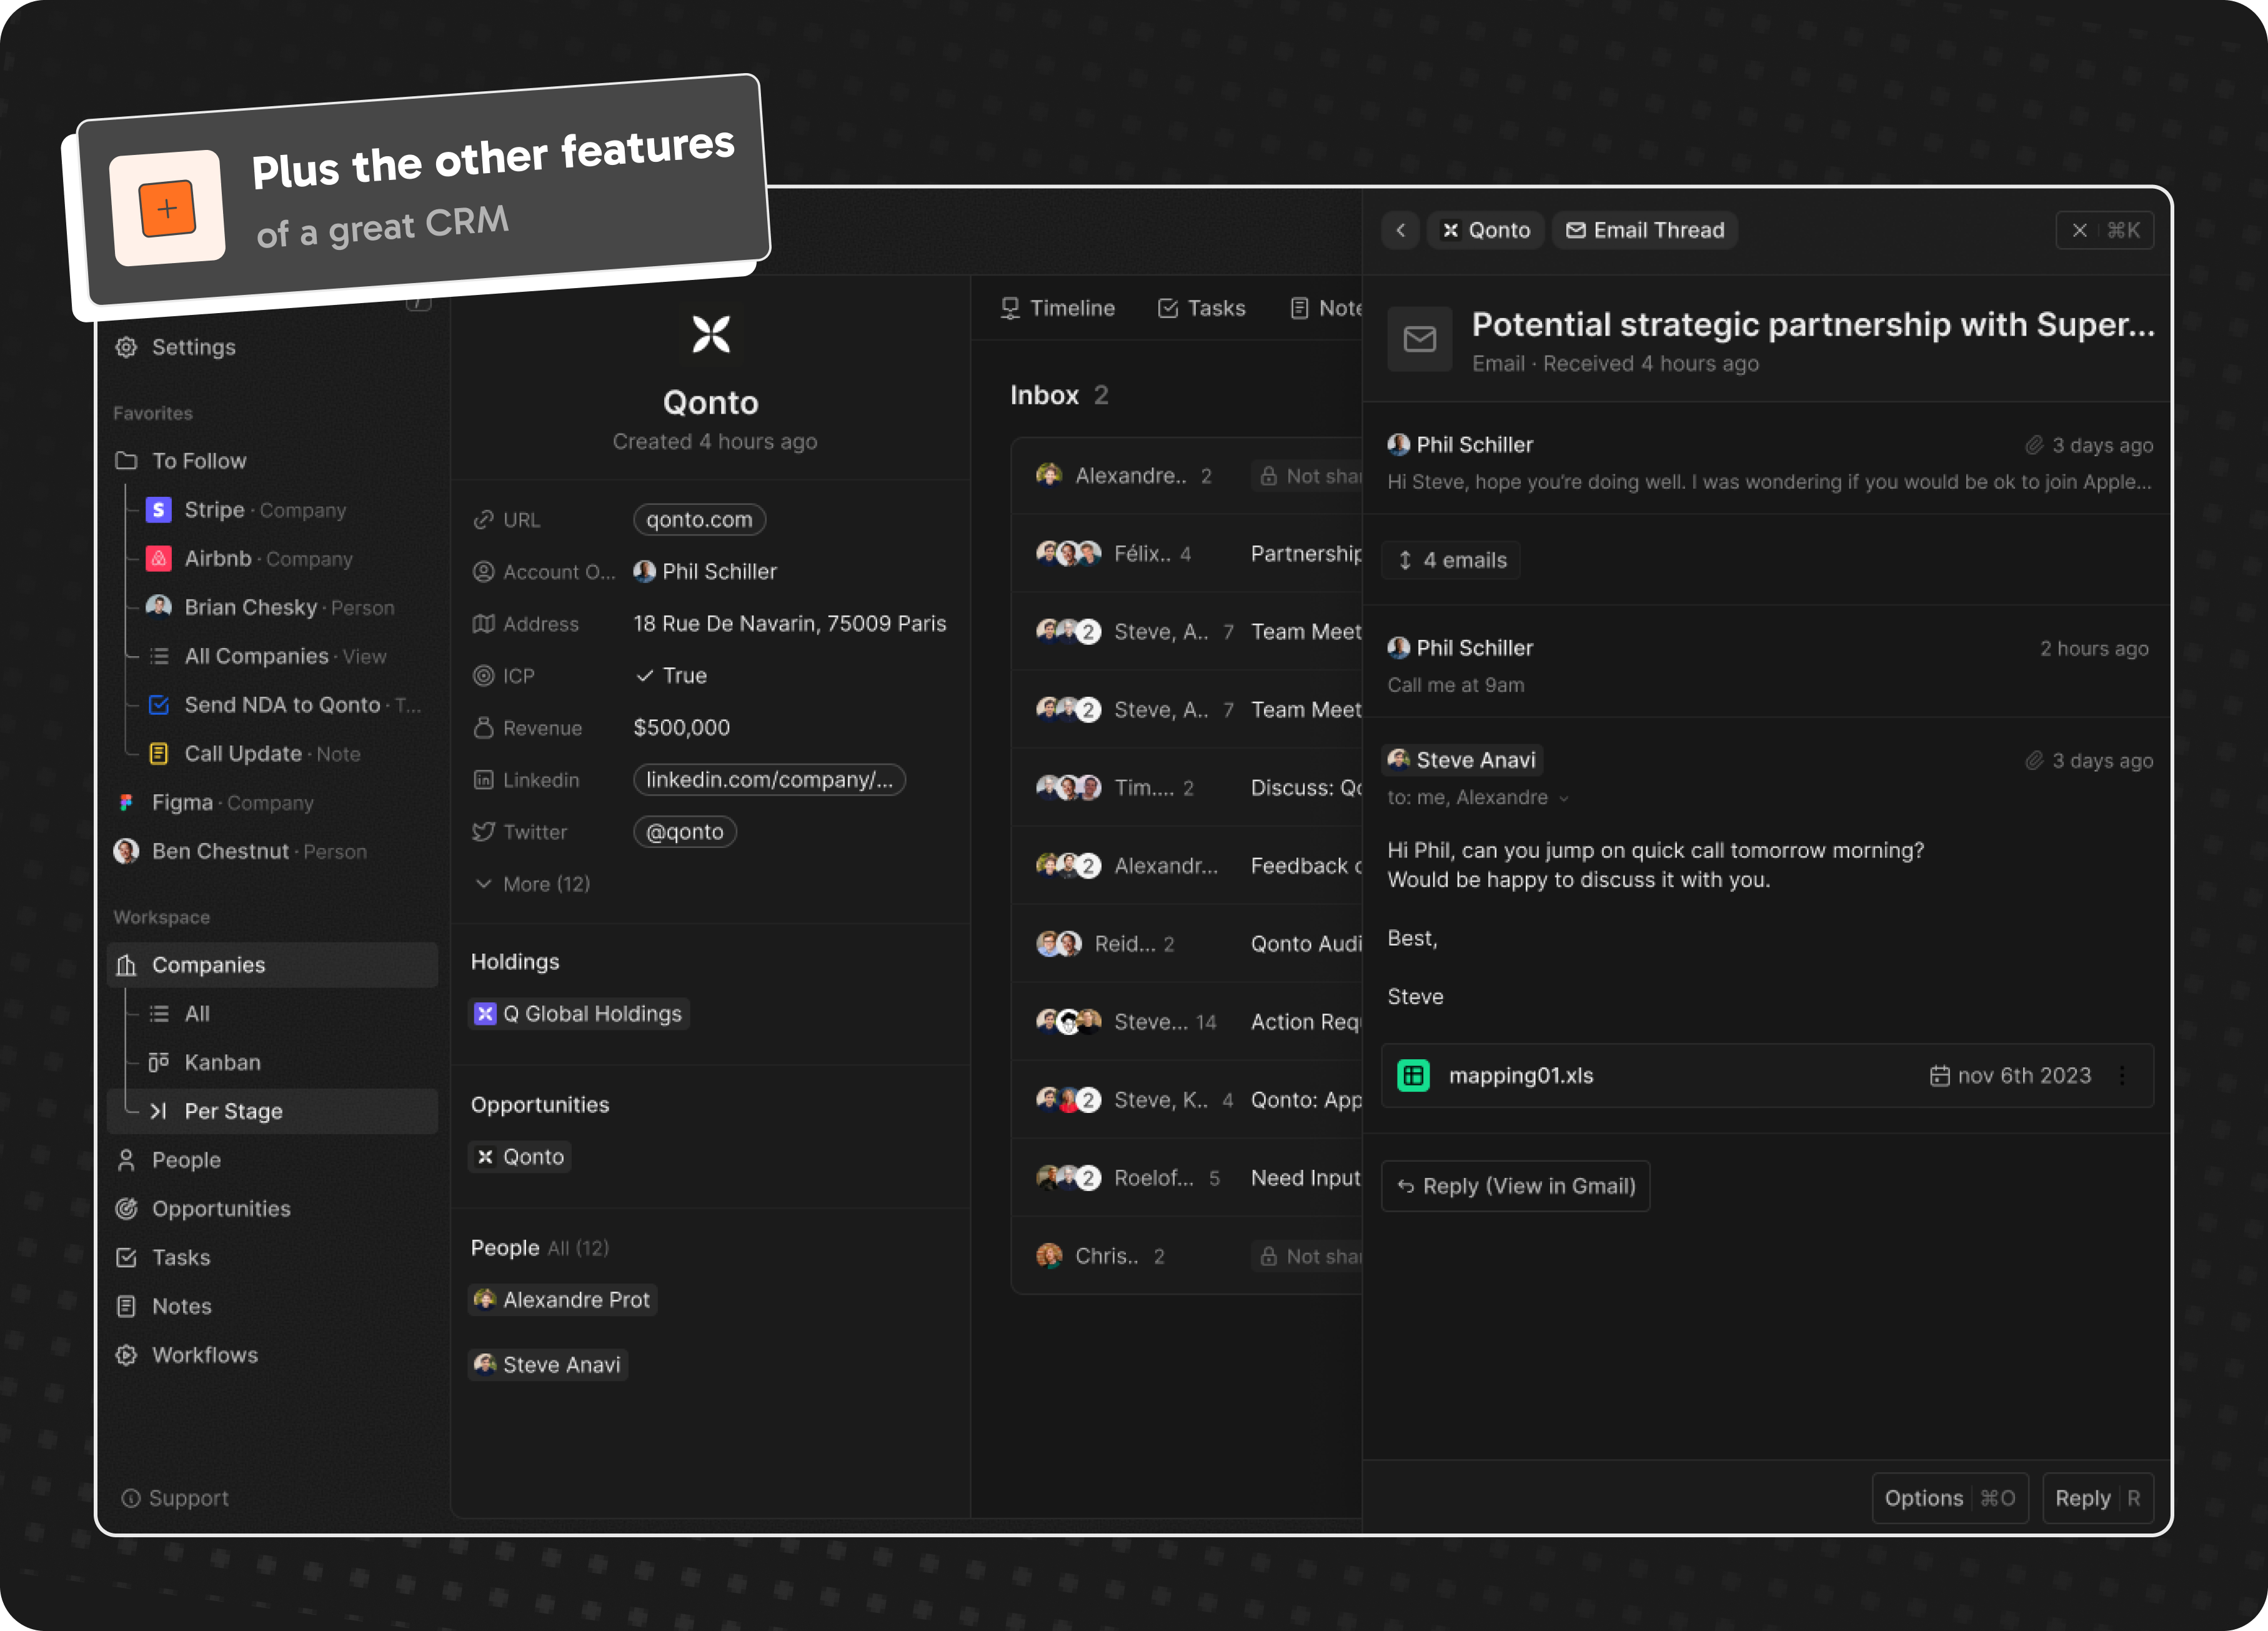 Plus the other features
of a great CRM
/
Settings
Favorites
To Follow
Stripe · Company
Airbnb · Company
Brian Chesky · Person
All Companies · View
Send NDA to Qonto · T...
Call Update · Note
Figma · Company
Ben Chestnut · Person
Workspace
Companies
All
Kanban
Per Stage
People
Opportunities
Tasks
Notes
Workflows
Support
Qonto
Created 4 hours ago
URL qonto.com
Account O... Phil Schiller
Address 18 Rue De Navarin, 75009 Paris
ICP True
Revenue $500,000
Linkedin linkedin.com/company/...
Twitter @qonto
More (12)
Holdings
Q Global Holdings
Opportunities
Qonto
People All (12)
Alexandre Prot
Steve Anavi
Timeline Tasks Note
Inbox 2
Alexandre.. 2 Not shar
Félix.. 4 Partnership
2 Steve, A.. 7 Team Meet
2 Steve, A.. 7 Team Meet
Tim.... 2 Discuss: Qo
2 Alexandr... Feedback o
Reid... 2 Qonto Audi
Steve... 14 Action Req
2 Steve, K.. 4 Qonto: App
2 Roelof... 5 Need Input
Chris.. 2 Not shar
Qonto Email Thread ⌘K
Potential strategic partnership with Super...
Email · Received 4 hours ago
Phil Schiller 3 days ago
Hi Steve, hope you're doing well. I was wondering if you would be ok to join Apple...
4 emails
Phil Schiller 2 hours ago
Call me at 9am
Steve Anavi 3 days ago
to: me, Alexandre
Hi Phil, can you jump on quick call tomorrow morning?
Would be happy to discuss it with you.
Best,
Steve
mapping01.xls nov 6th 2023
Reply (View in Gmail)
Options ⌘O Reply R